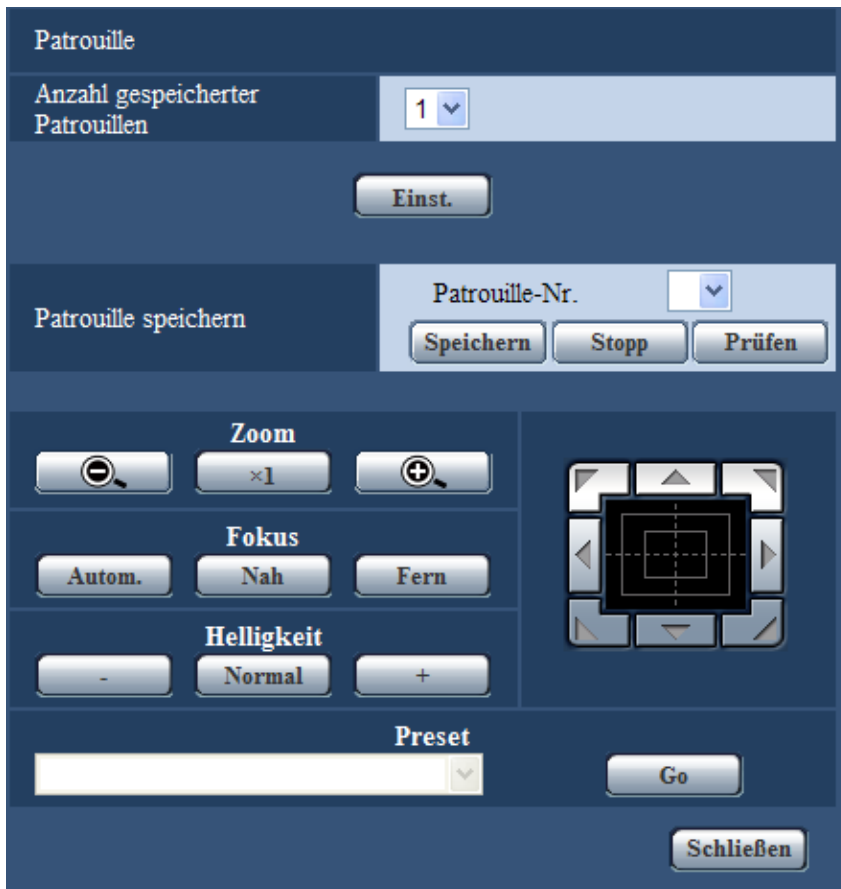 Patrouille
Anzahl gespeicherter
Patrouillen
1
Einst.
Patrouille speichern
Patrouille-Nr.
Speichern Stopp Prüfen
Zoom
×1
Fokus
Autom. Nah Fern
Helligkeit
- Normal +
Preset
Go
Schließen